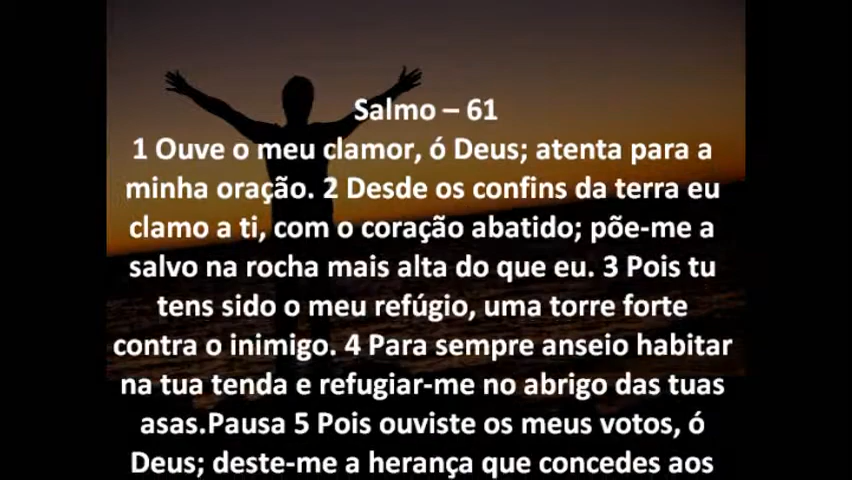 Salmo – 61
1 Ouve o meu clamor, ó Deus; atenta para a
minha oração. 2 Desde os confins da terra eu
clamo a ti, com o coração abatido; põe-me a
salvo na rocha mais alta do que eu. 3 Pois tu
tens sido o meu refúgio, uma torre forte
contra o inimigo. 4 Para sempre anseio habitar
na tua tenda e refugiar-me no abrigo das tuas
asas.Pausa 5 Pois ouviste os meus votos, ó
Deus; deste-me a herança que concedes aos